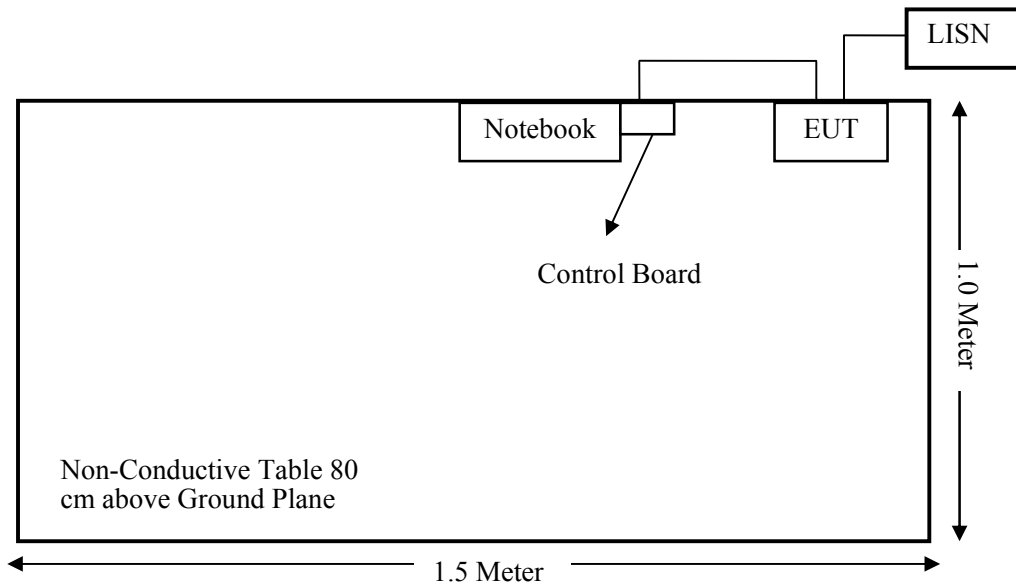 LISN
Notebook
EUT
Control Board
1.0 Meter
Non-Conductive Table 80
cm above Ground Plane
1.5 Meter